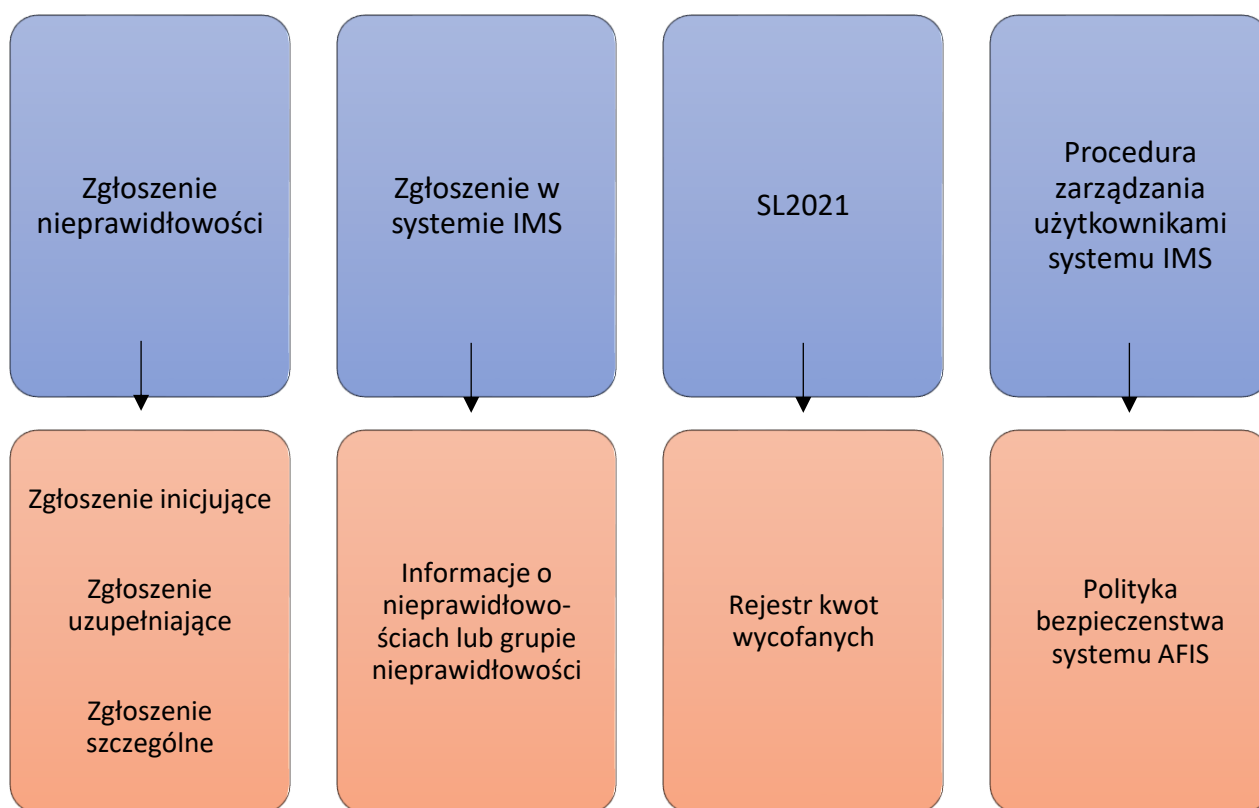 Zgłoszenie
nieprawidłowości
Zgłoszenie w
systemie IMS
SL2021
Procedura
zarządzania
użytkownikami
systemu IMS
Zgłoszenie inicjujące
Zgłoszenie
uzupełniające
Zgłoszenie
szczególne
Informacje o
nieprawidłowo-
ściach lub grupie
nieprawidłowości
Rejestr kwot
wycofanych
Polityka
bezpieczenstwa
systemu AFIS